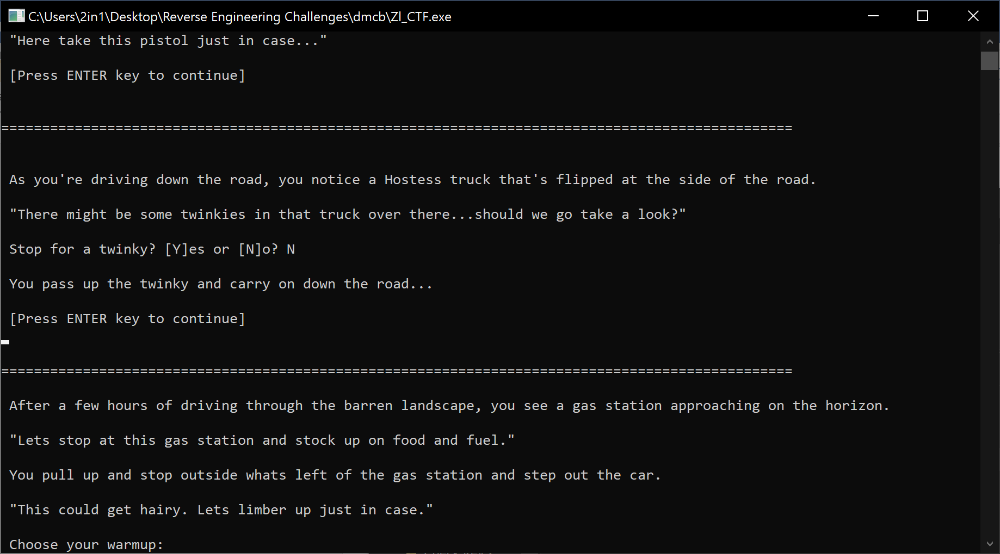 C:\Users\2in1\Desktop\Reverse Engineering Challenges\dmcb\Zl_CTF.exe
"Here take this pistol just in case..."
[Press ENTER key to continue]
=================================================================================================
As you're driving down the road, you notice a Hostess truck that's flipped at the side of the road.
"There might be some twinkies in that truck over there...should we go take a look?"
Stop for a twinky? [Y]es or [N]o? N
You pass up the twinky and carry on down the road...
[Press ENTER key to continue]
=================================================================================================
After a few hours of driving through the barren landscape, you see a gas station approaching on the horizon.
"Lets stop at this gas station and stock up on food and fuel."
You pull up and stop outside whats left of the gas station and step out the car.
"This could get hairy. Lets limber up just in case."
Choose your warmup: